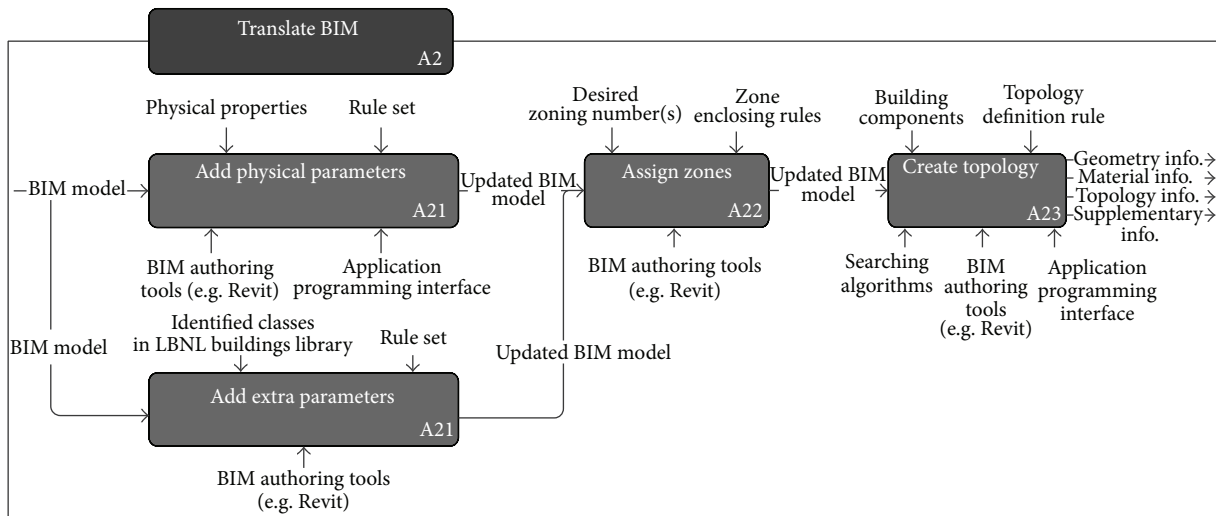 Translate BIM
A2
Physical properties
Rule set
Desired
zoning number(s)
Zone
enclosing rules
Building
components
Topology
definition rule
BIM model
Add physical parameters
A21
Updated BIM
model
Assign zones
A22
Updated BIM
model
Create topology
A23
Geometry info.
Material info.
Topology info.
Supplementary
info.
BIM authoring
tools (e.g. Revit)
Application
programming interface
BIM authoring tools
(e.g. Revit)
Searching
algorithms
BIM
authoring
tools
(e.g. Revit)
Application
programming
interface
BIM model
Identified classes
in LBNL buildings library
Rule set
Updated BIM model
Add extra parameters
A21
BIM authoring tools
(e.g. Revit)